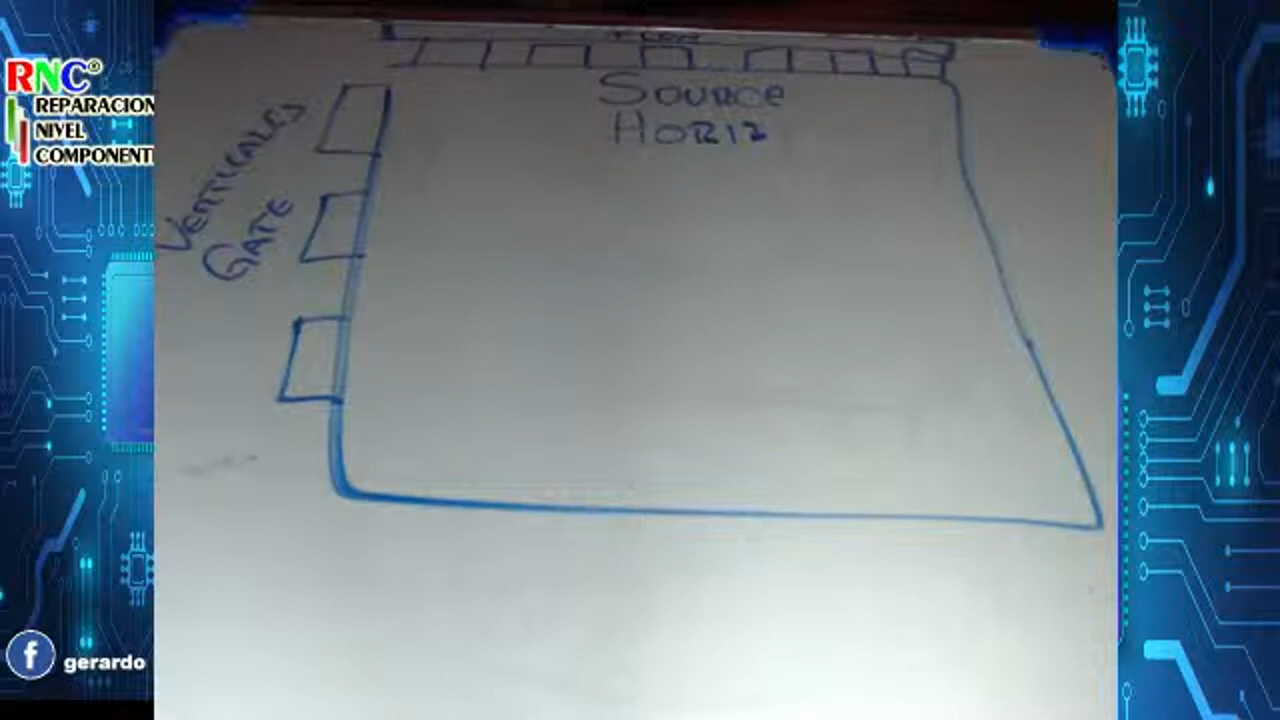 RNC®
REPARACION
NIVEL
COMPONENT
SOURCE
HORIZ
VERTICALES
GATE
gerardo